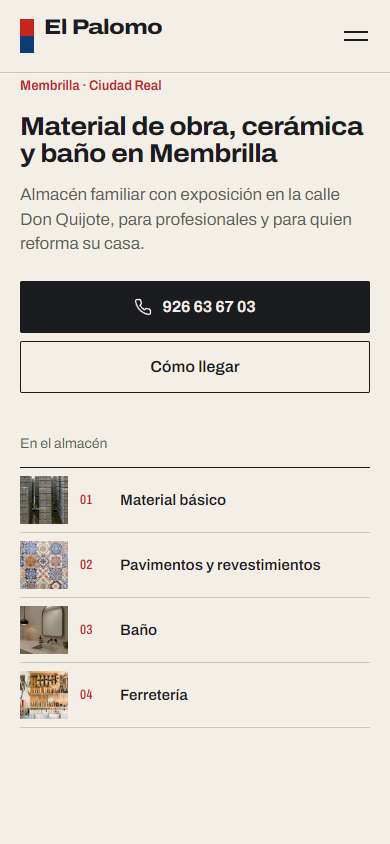 El Palomo
Membrilla · Ciudad Real
Material de obra, cerámica
y baño en Membrilla
Almacén familiar con exposición en la calle
Don Quijote, para profesionales y para quien
reforma su casa.
926 63 67 03
Cómo llegar
En el almacén
01 Material básico
02 Pavimentos y revestimientos
03 Baño
04 Ferretería